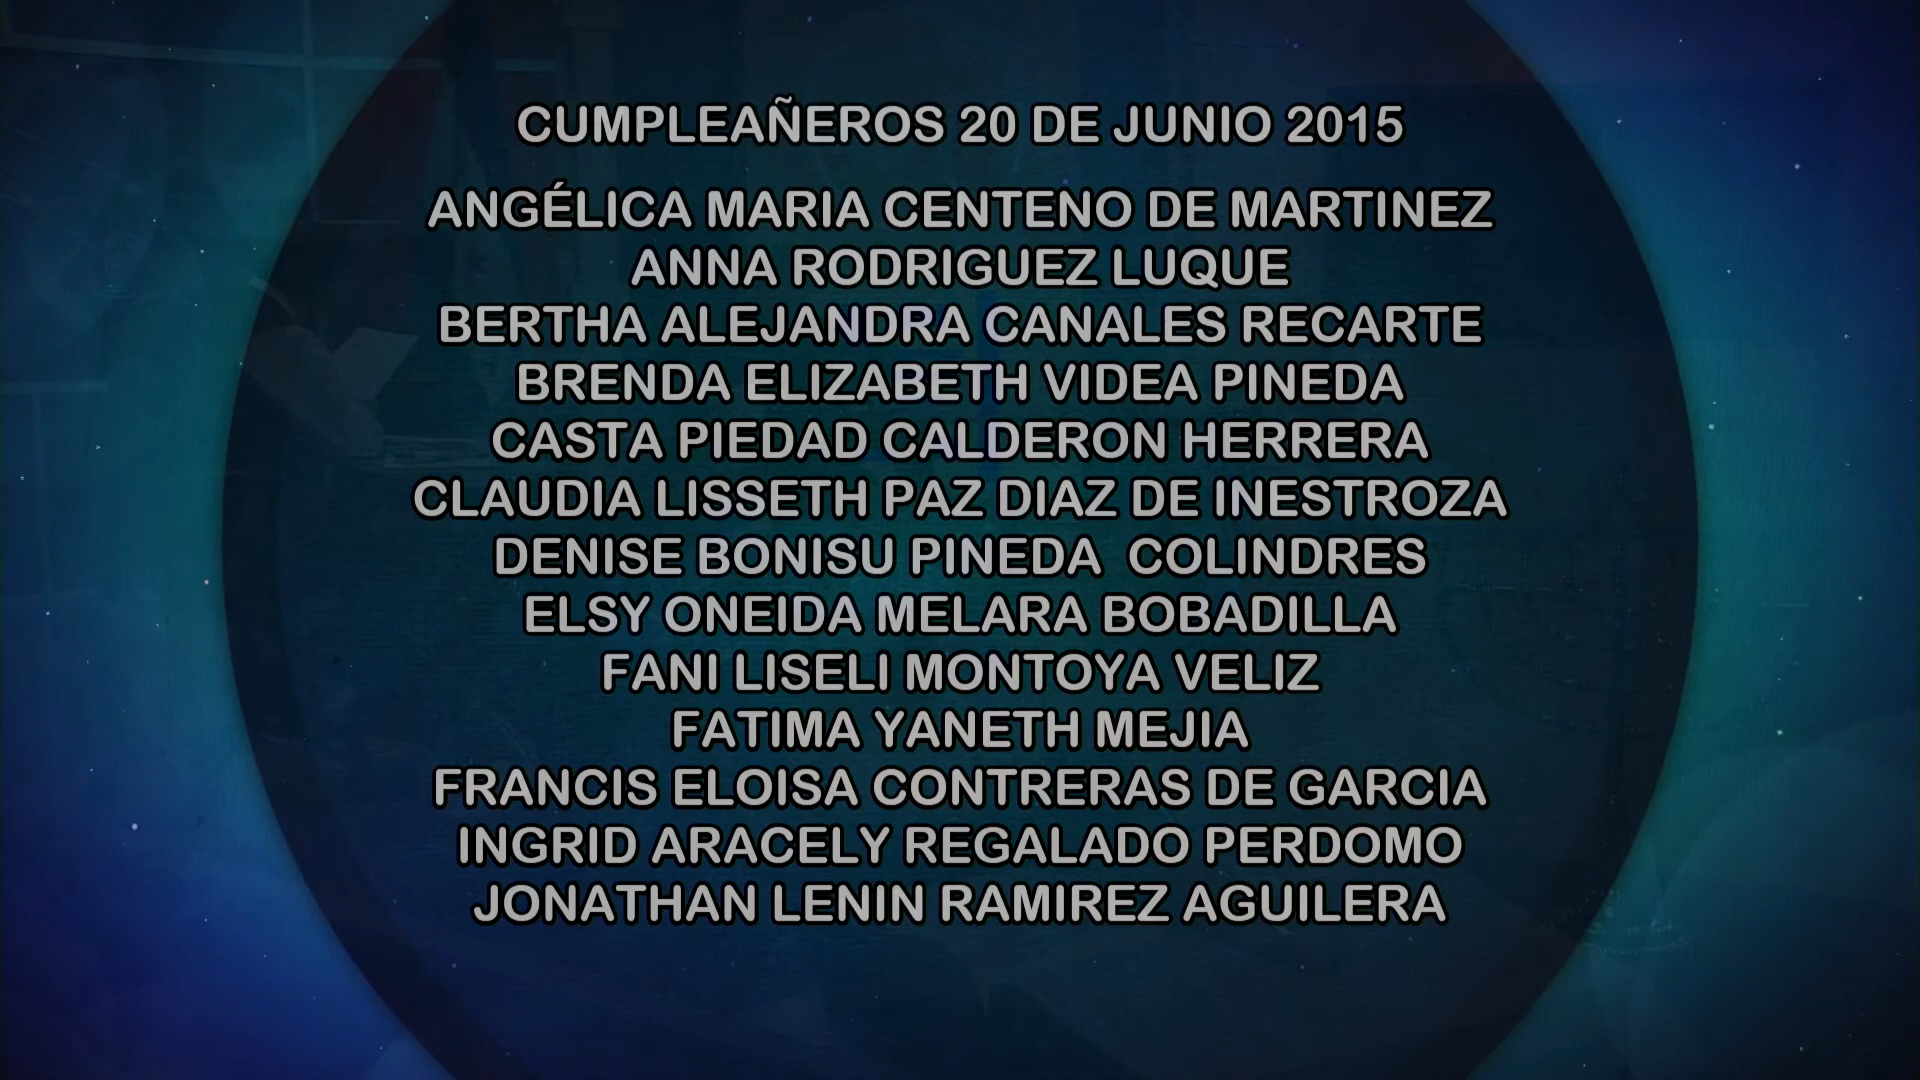 CUMPLEAÑEROS 20 DE JUNIO 2015
ANGÉLICA MARIA CENTENO DE MARTINEZ
ANNA RODRIGUEZ LUQUE
BERTHA ALEJANDRA CANALES RECARTE
BRENDA ELIZABETH VIDEA PINEDA
CASTA PIEDAD CALDERON HERRERA
CLAUDIA LISSETH PAZ DIAZ DE INESTROZA
DENISE BONISU PINEDA  COLINDRES
ELSY ONEIDA MELARA BOBADILLA
FANI LISELI MONTOYA VELIZ
FATIMA YANETH MEJIA
FRANCIS ELOISA CONTRERAS DE GARCIA
INGRID ARACELY REGALADO PERDOMO
JONATHAN LENIN RAMIREZ AGUILERA